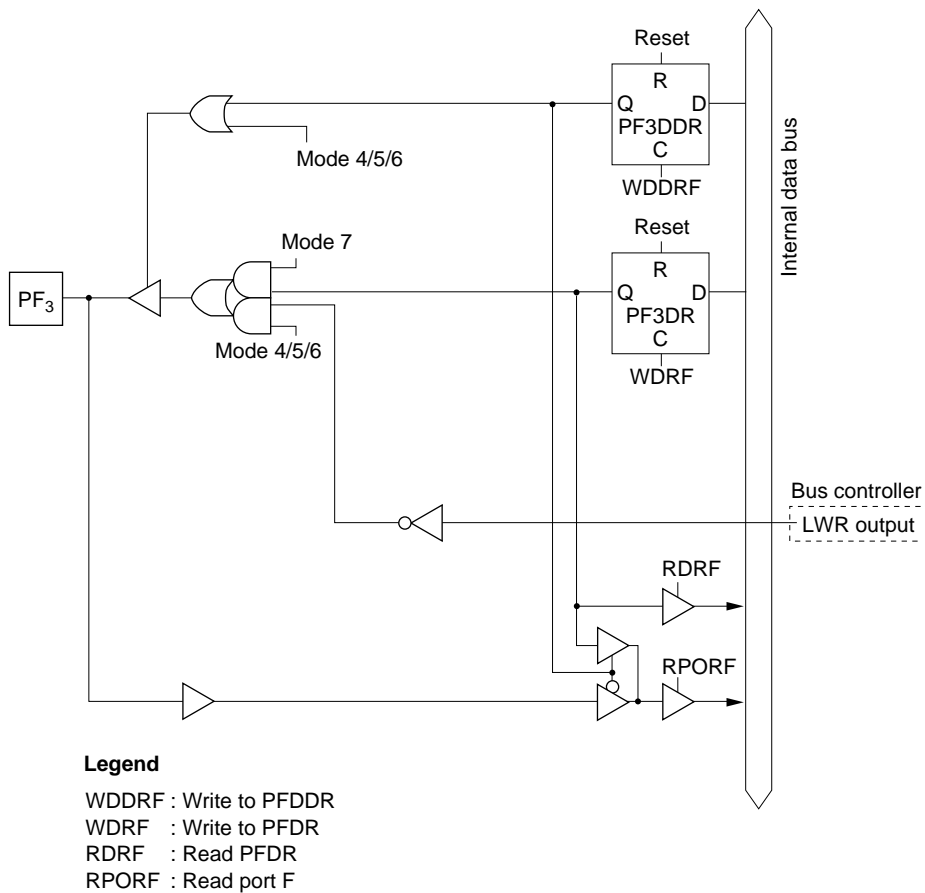 Reset
R
Q D
PF3DDR
C
WDDRF
Mode 4/5/6
Internal data bus
Reset
R
Q D
PF3DR
C
WDRF
Mode 7
PF3
Mode 4/5/6
Bus controller
LWR output
RDRF
RPORF
Legend
WDDRF : Write to PFDDR
WDRF : Write to PFDR
RDRF : Read PFDR
RPORF : Read port F